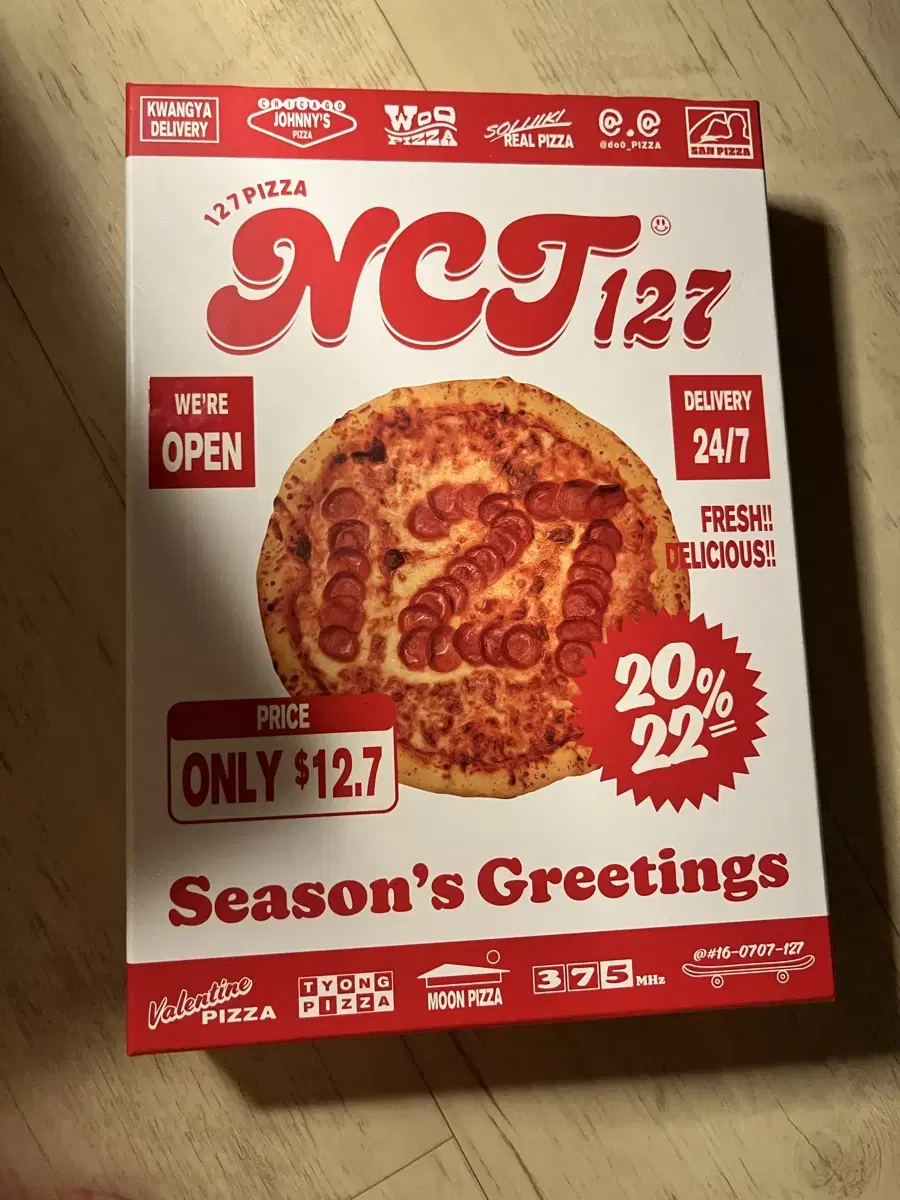 KWANGYA
DELIVERY
CHICAGO
JOHNNY'S
PIZZA
WOO
PIZZA
SOLLIIKI
REAL PIZZA
@.@
@do0_PIZZA
SAN PIZZA
127 PIZZA
NCT 127
WE'RE
OPEN
DELIVERY
24/7
FRESH!!
DELICIOUS!!
127
20%
22
PRICE
ONLY $12.7
Season's Greetings
Valentine
PIZZA
TYONG
PIZZA
MOON PIZZA
375 MHz
@#16-0707-127